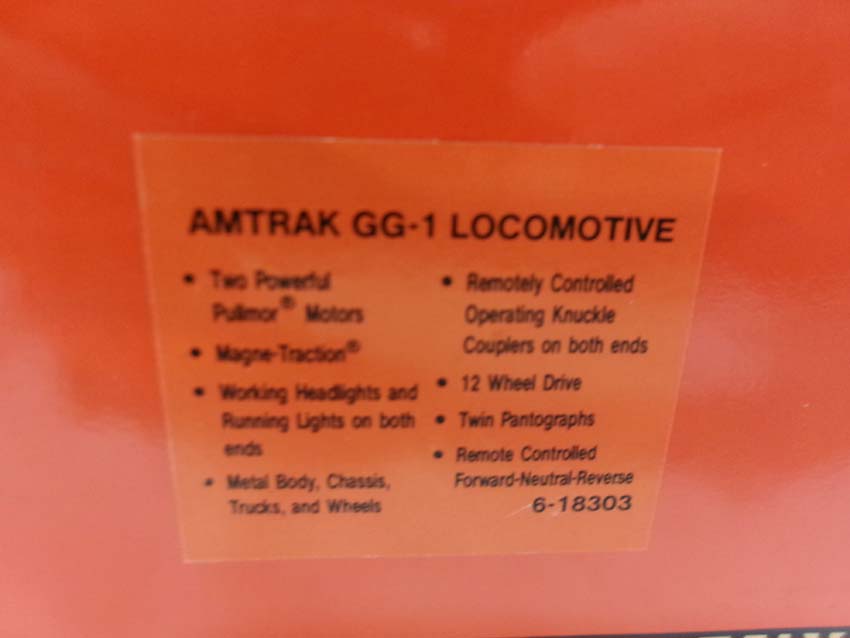 AMTRAK GG-1 LOCOMOTIVE
• Two Powerful
Pullmor® Motors
• Magne-Traction®
• Working Headlights and
Running Lights on both
ends
• Metal Body, Chassis,
Trucks, and Wheels
• Remotely Controlled
Operating Knuckle
Couplers on both ends
• 12 Wheel Drive
• Twin Pantographs
• Remote Controlled
Forward-Neutral-Reverse
6-18303